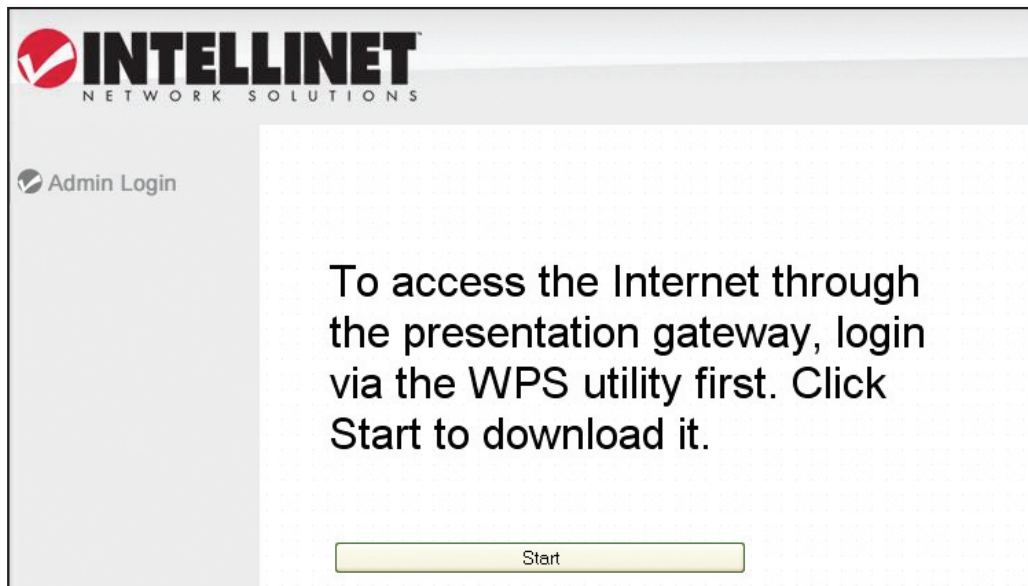 INTELLINET
NETWORK SOLUTIONS
Admin Login
To access the Internet through
the presentation gateway, login
via the WPS utility first. Click
Start to download it.
Start